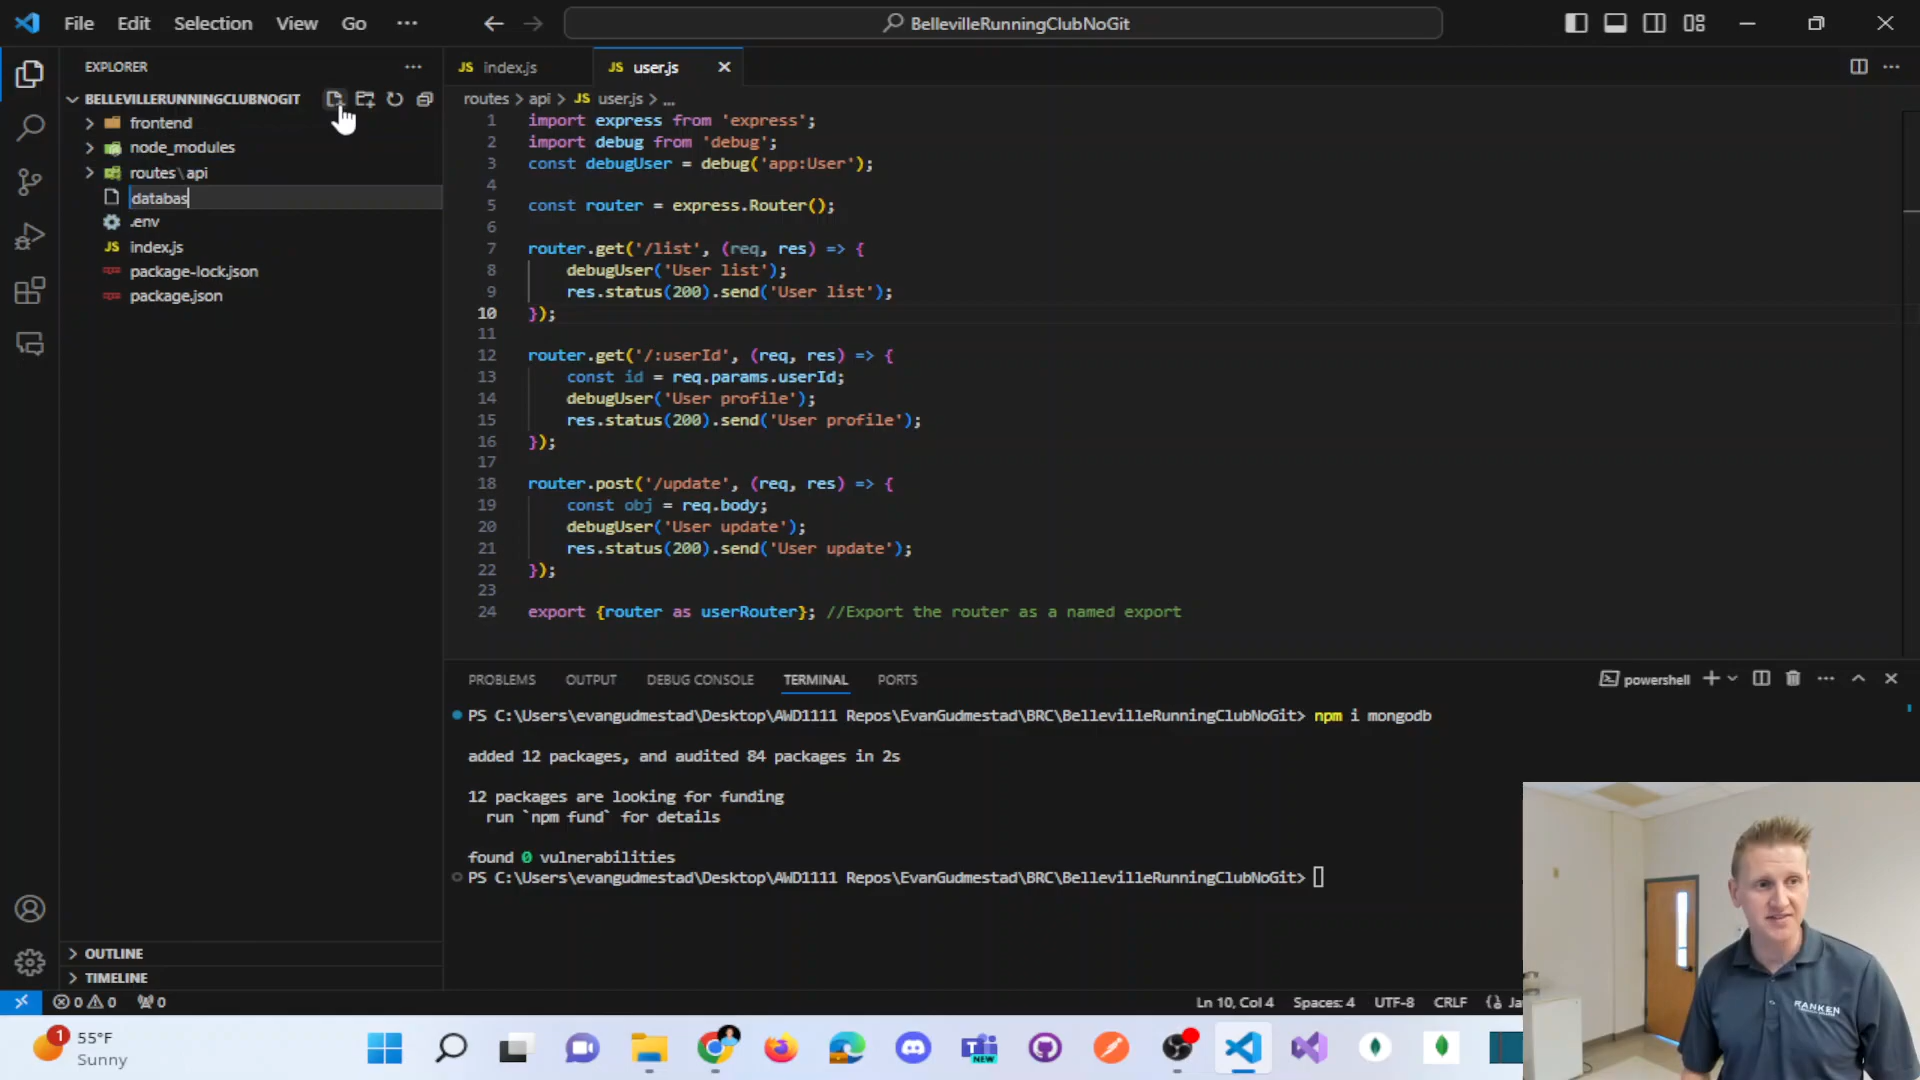 File Edit Selection View Go
BellevilleRunningClubNoGit
EXPLORER
BELLEVILLERUNNINGCLUBNOGIT
frontend
node_modules
routes\api
databas
.env
JS index.js
package-lock.json
package.json
OUTLINE
TIMELINE
JS index.js
JS user.js
routes > api > JS user.js > ...
1 import express from 'express';
2 import debug from 'debug';
3 const debugUser = debug('app:User');
4
5 const router = express.Router();
6
7 router.get('/list', (req, res) => {
8 debugUser('User list');
9 res.status(200).send('User list');
10 });
11
12 router.get('/:userId', (req, res) => {
13 const id = req.params.userId;
14 debugUser('User profile');
15 res.status(200).send('User profile');
16 });
17
18 router.post('/update', (req, res) => {
19 const obj = req.body;
20 debugUser('User update');
21 res.status(200).send('User update');
22 });
23
24 export {router as userRouter}; //Export the router as a named export
PROBLEMS OUTPUT DEBUG CONSOLE TERMINAL PORTS
powershell
PS C:\Users\evangudmestad\Desktop\AWD1111 Repos\EvanGudmestad\BRC\BellevilleRunningClubNoGit> npm i mongodb
added 12 packages, and audited 84 packages in 2s
12 packages are looking for funding
run `npm fund` for details
found 0 vulnerabilities
PS C:\Users\evangudmestad\Desktop\AWD1111 Repos\EvanGudmestad\BRC\BellevilleRunningClubNoGit>
0 0 0
Ln 10, Col 4 Spaces: 4 UTF-8 CRLF {} Ja
1
55°F
Sunny
NEW
RANKEN